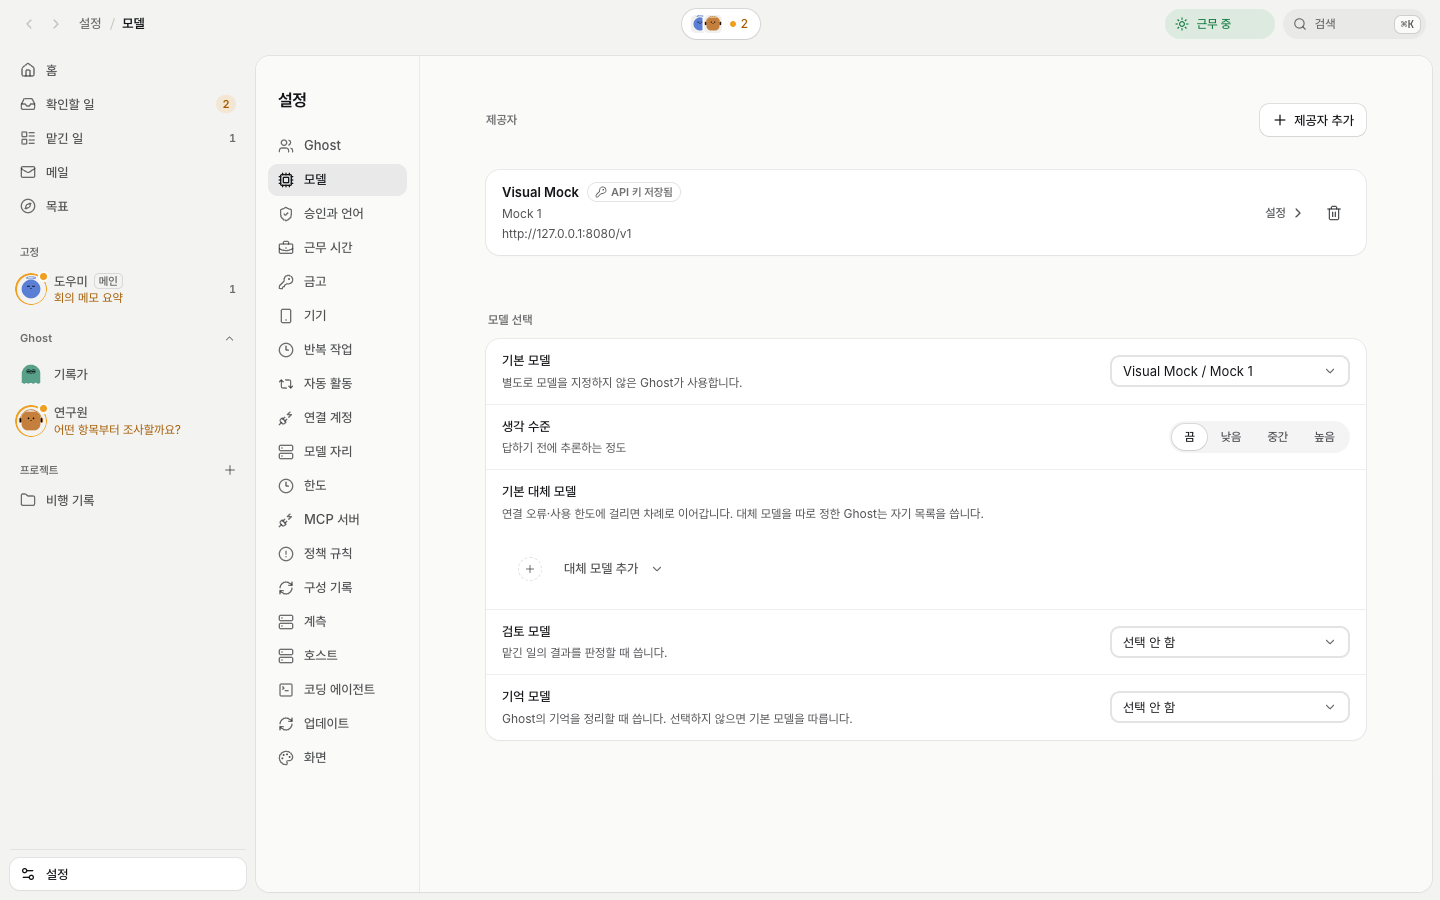 설정 / 모델
2
근무 중
검색
⌘K
홈
확인할 일
2
맡긴 일
1
메일
목표
고정
도우미 메인
회의 메모 요약
1
Ghost
기록가
연구원
어떤 항목부터 조사할까요?
프로젝트
비행 기록
설정
설정
Ghost
모델
승인과 언어
근무 시간
금고
기기
반복 작업
자동 활동
연결 계정
모델 자리
한도
MCP 서버
정책 규칙
구성 기록
계측
호스트
코딩 에이전트
업데이트
화면
제공자
제공자 추가
Visual Mock API 키 저장됨
Mock 1
http://127.0.0.1:8080/v1
설정
모델 선택
기본 모델
별도로 모델을 지정하지 않은 Ghost가 사용합니다.
Visual Mock / Mock 1
생각 수준
답하기 전에 추론하는 정도
끔 낮음 중간 높음
기본 대체 모델
연결 오류·사용 한도에 걸리면 차례로 이어갑니다. 대체 모델을 따로 정한 Ghost는 자기 목록을 씁니다.
대체 모델 추가
검토 모델
맡긴 일의 결과를 판정할 때 씁니다.
선택 안 함
기억 모델
Ghost의 기억을 정리할 때 씁니다. 선택하지 않으면 기본 모델을 따릅니다.
선택 안 함